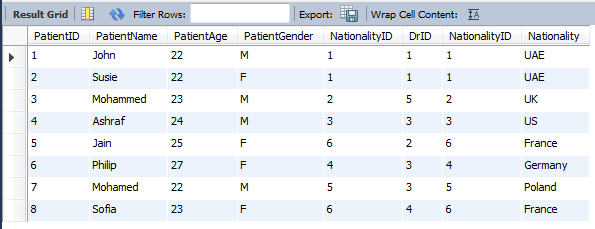 Result Grid Filter Rows: Export: Wrap Cell Content:
PatientID PatientName PatientAge PatientGender NationalityID DrID NationalityID Nationality
1 John 22 M 1 1 1 UAE
2 Susie 22 F 1 1 1 UAE
3 Mohammed 23 M 2 5 2 UK
4 Ashraf 24 M 3 3 3 US
5 Jain 25 F 6 2 6 France
6 Philip 27 F 4 3 4 Germany
7 Mohamed 22 M 5 3 5 Poland
8 Sofia 23 F 6 4 6 France